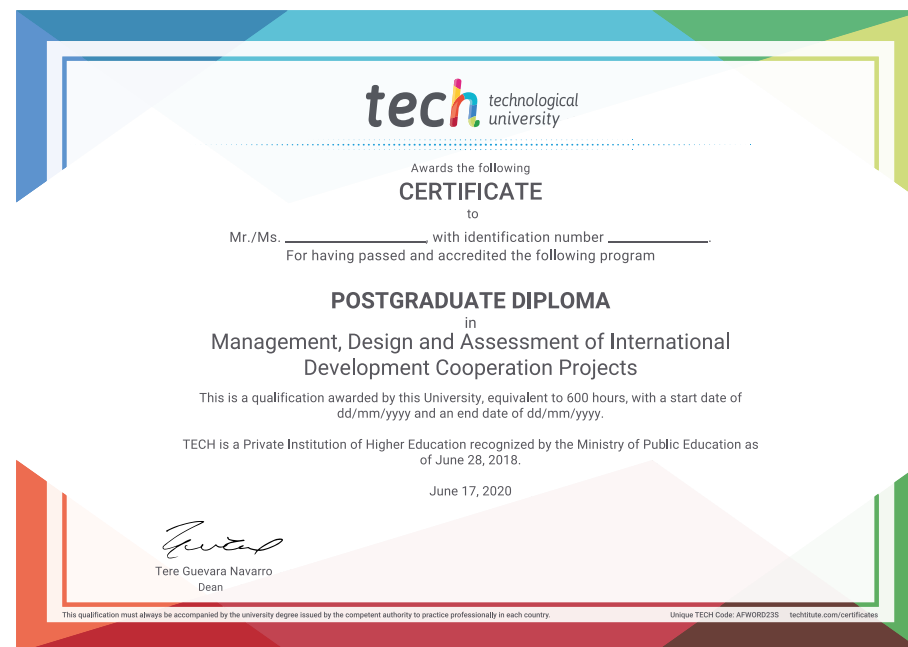 tech technological
university
Awards the following
CERTIFICATE
to
Mr./Ms. ____________________, with identification number ______________.
For having passed and accredited the following program
POSTGRADUATE DIPLOMA
in
Management, Design and Assessment of International
Development Cooperation Projects
This is a qualification awarded by this University, equivalent to 600 hours, with a start date of
dd/mm/yyyy and an end date of dd/mm/yyyy.
TECH is a Private Institution of Higher Education recognized by the Ministry of Public Education as
of June 28, 2018.
June 17, 2020
Tere Guevara Navarro
Dean
This qualification must always be accompanied by the university degree issued by the competent authority to practice professionally in each country.
Unique TECH Code: AFWORD23S techtitute.com/certificates